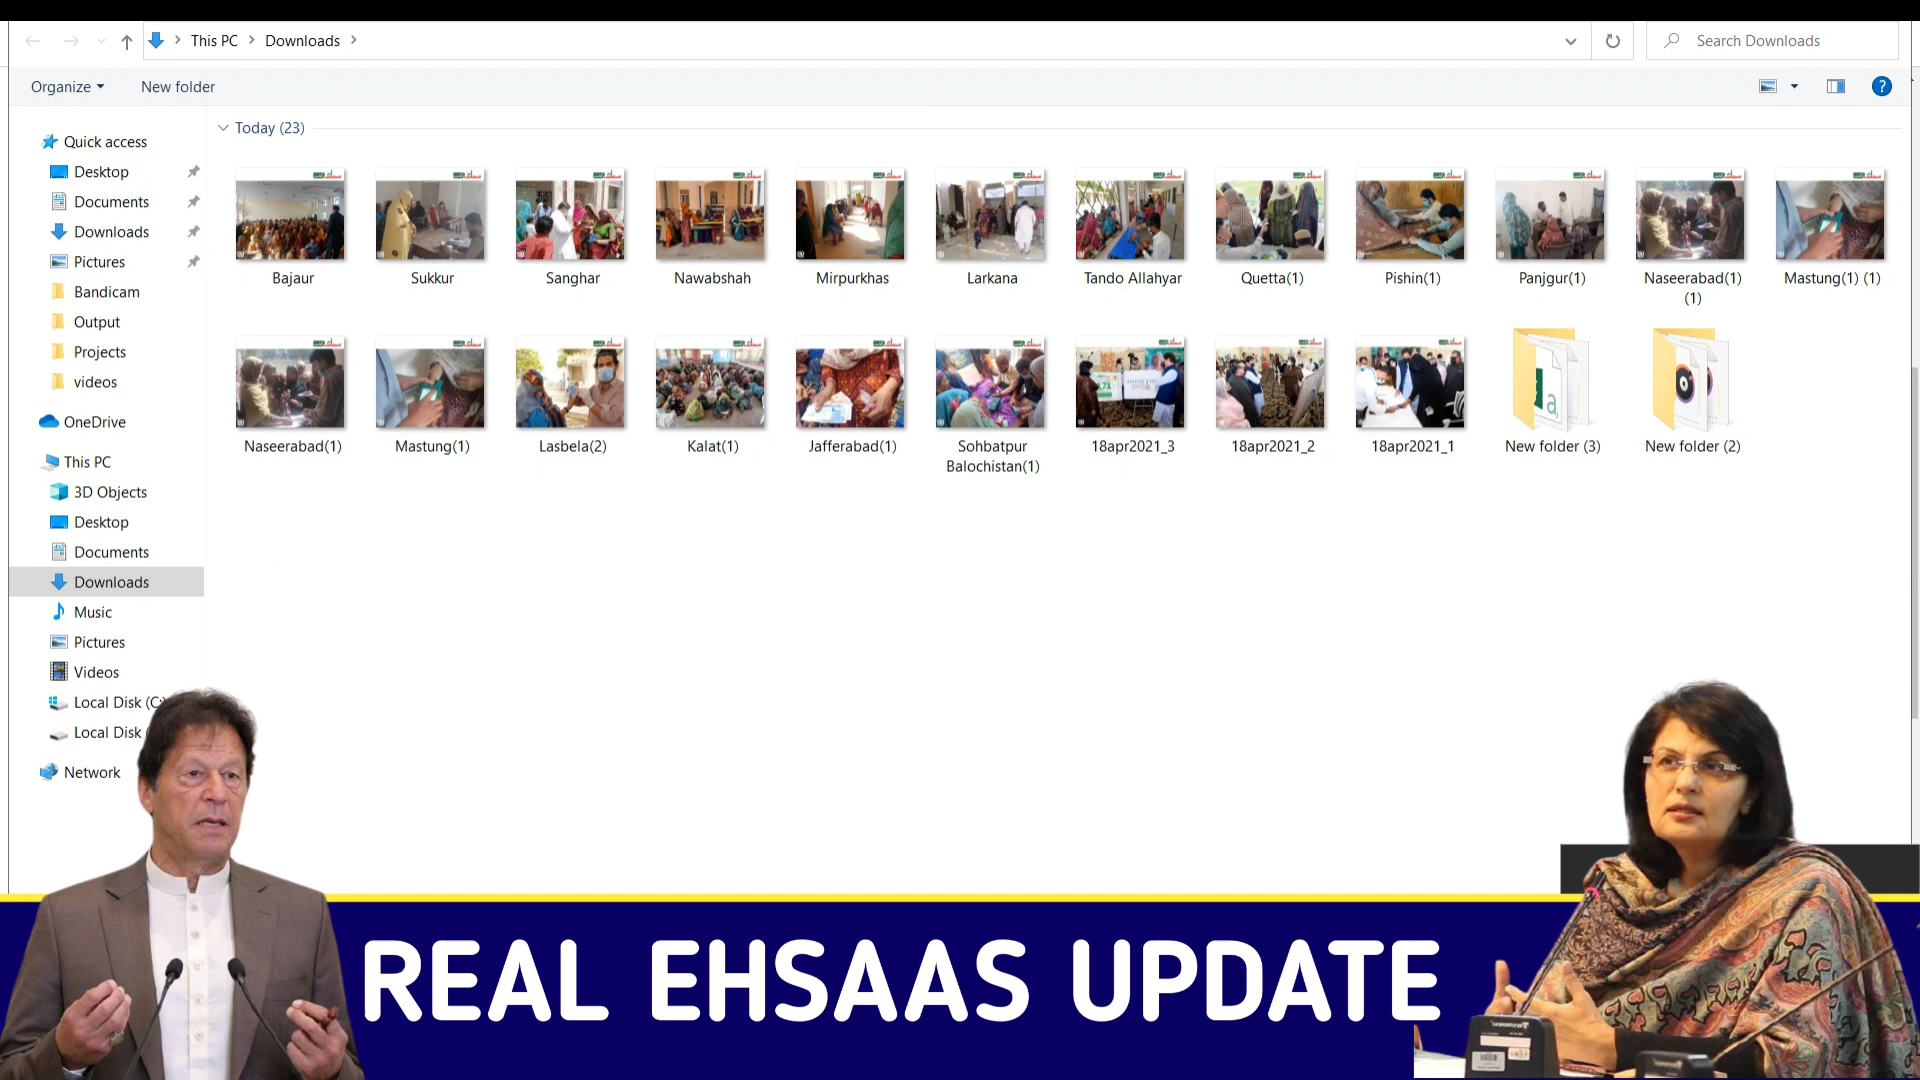 This PC
Downloads
Search Downloads
Organize
New folder
Today (23)
Quick access
Desktop
Documents
Downloads
Pictures
Bandicam
Output
Projects
videos
OneDrive
This PC
3D Objects
Desktop
Documents
Downloads
Music
Pictures
Videos
Local Disk (C:
Local Disk
Network
Bajaur
Sukkur
Sanghar
Nawabshah
Mirpurkhas
Larkana
Tando Allahyar
Quetta(1)
Pishin(1)
Panjgur(1)
Naseerabad(1)
(1)
Mastung(1) (1)
Naseerabad(1)
Mastung(1)
Lasbela(2)
Kalat(1)
Jafferabad(1)
Sohbatpur
Balochistan(1)
18apr2021_3
18apr2021_2
18apr2021_1
New folder (3)
New folder (2)
REAL EHSAAS UPDATE